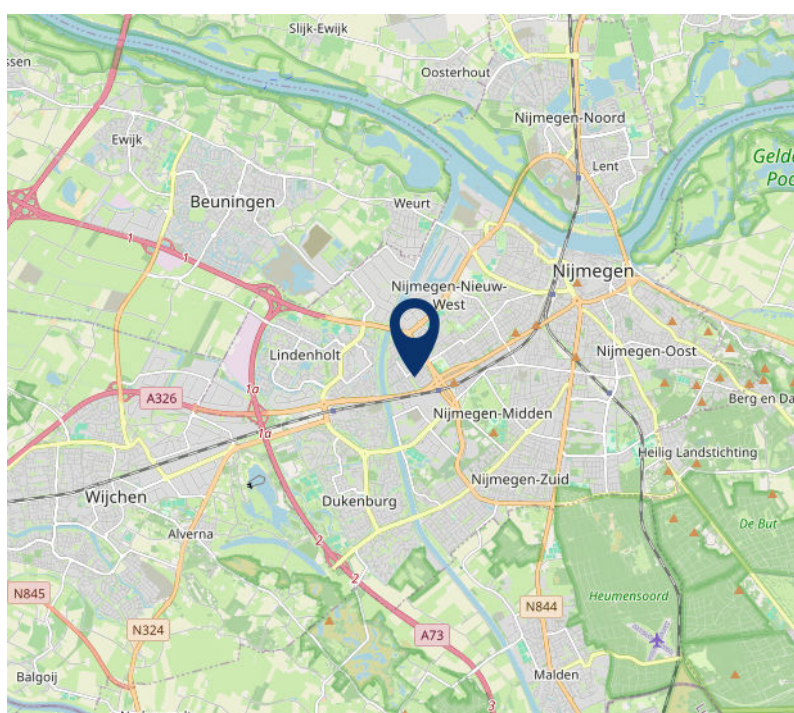 Slijk-Ewijk
ssen
Oosterhout
Nijmegen-Noord
Ewijk
Lent
Geld
Poo
Beuningen
Weurt
1
1
Nijmegen
Nijmegen-Nieuw-
West
Lindenholt
Nijmegen-Oost
1a
A326
Berg en Da
Nijmegen-Midden
1a
Heilig Landstichting
Nijmegen-Zuid
Wijchen
Dukenburg
De But
Alverna
2
2
N845
Heumensoord
N844
N324
A73
Malden
Balgoij
3